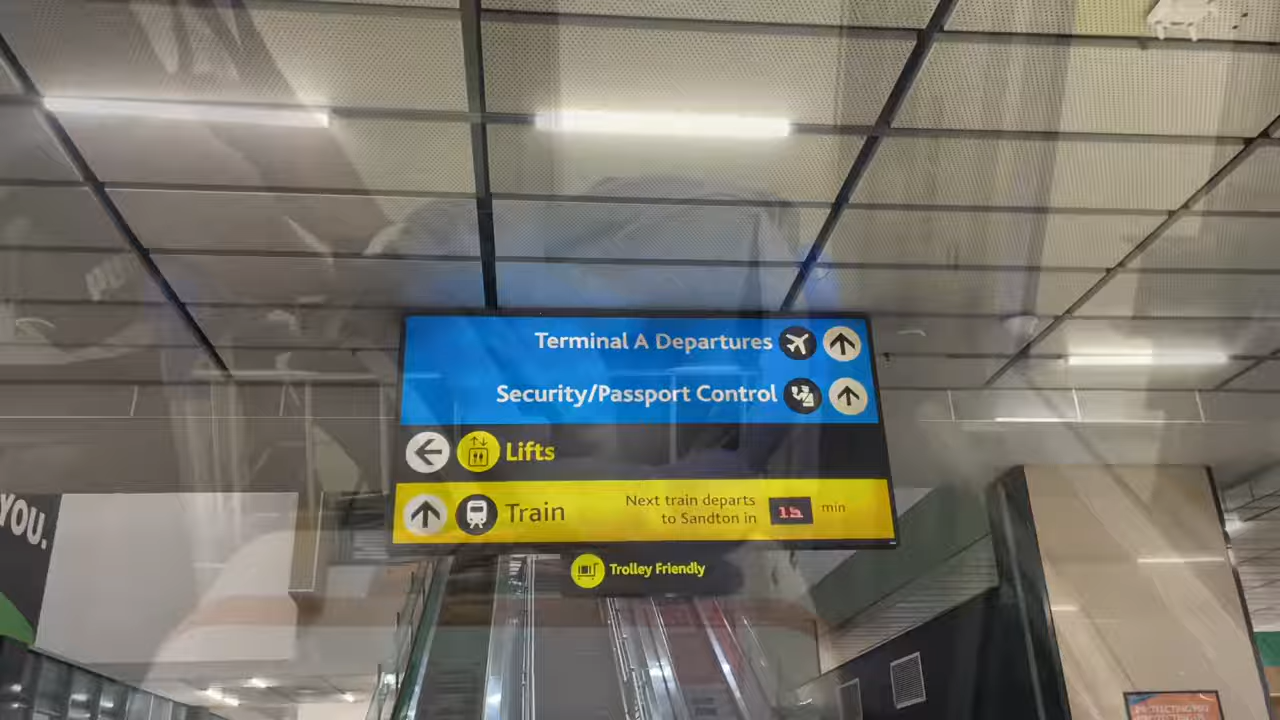 Terminal A Departures
Security/Passport Control
Lifts
Train
Next train departs
to Sandton in
15
min
Trolley Friendly
YOU.